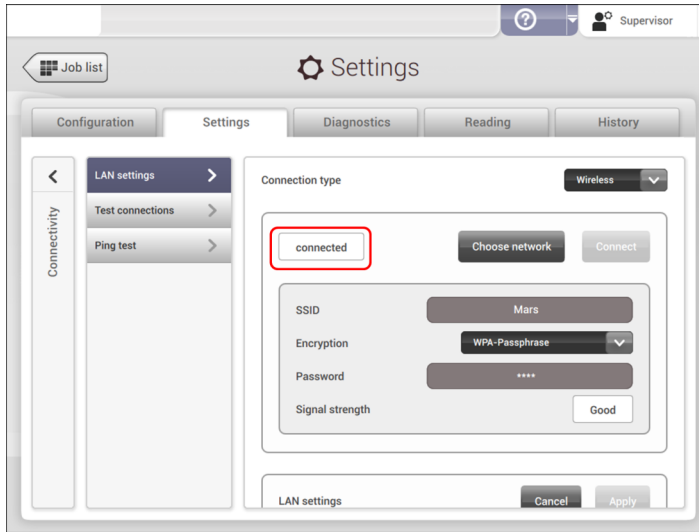 ? Supervisor
Job list
Settings
Configuration Settings Diagnostics Reading History
Connectivity
LAN settings
Test connections
Ping test
Connection type Wireless
connected Choose network Connect
SSID Mars
Encryption WPA-Passphrase
Password ****
Signal strength Good
LAN settings Cancel Apply